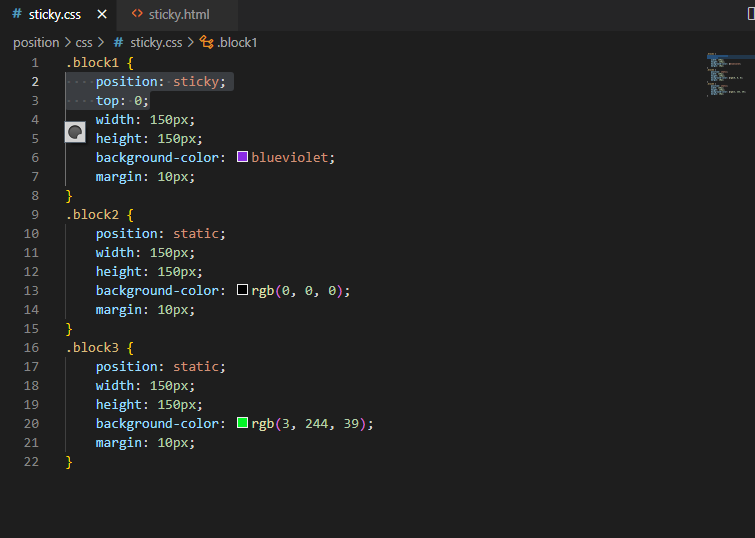 # sticky.css × <> sticky.html
position > css > # sticky.css > .block1
1 .block1 {
2 ····position:·sticky;
3 ····top:·0;
4     width: 150px;
5     height: 150px;
6     background-color: blueviolet;
7     margin: 10px;
8 }
9 .block2 {
10     position: static;
11     width: 150px;
12     height: 150px;
13     background-color: rgb(0, 0, 0);
14     margin: 10px;
15 }
16 .block3 {
17     position: static;
18     width: 150px;
19     height: 150px;
20     background-color: rgb(3, 244, 39);
21     margin: 10px;
22 }